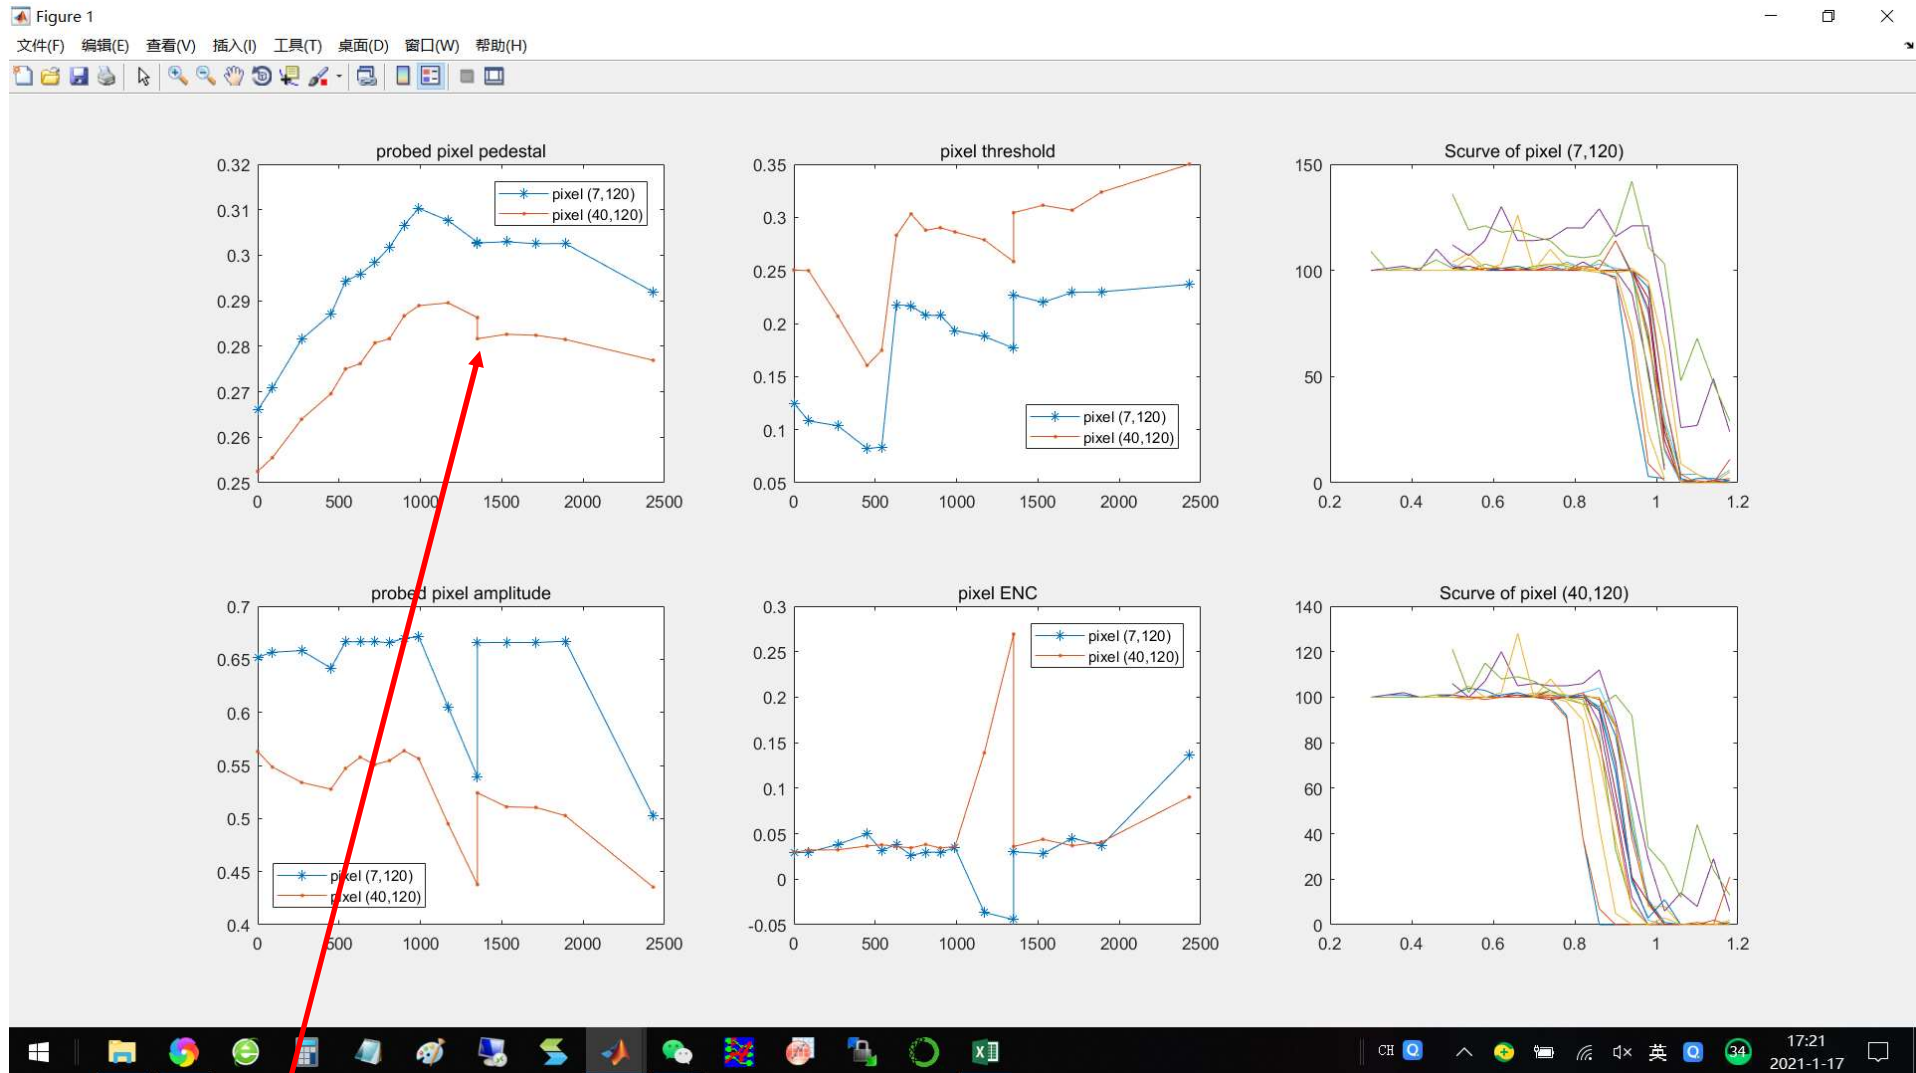 Figure 1
文件(F) 编辑(E) 查看(V) 插入(I) 工具(T) 桌面(D) 窗口(W) 帮助(H)
probed pixel pedestal
0.32
0.31
0.3
0.29
0.28
0.27
0.26
0.25
0 500 1000 1500 2000 2500
pixel (7,120)
pixel (40,120)
pixel threshold
0.35
0.3
0.25
0.2
0.15
0.1
0.05
0 500 1000 1500 2000 2500
pixel (7,120)
pixel (40,120)
Scurve of pixel (7,120)
150
100
50
0
0.2 0.4 0.6 0.8 1 1.2
probed pixel amplitude
0.7
0.65
0.6
0.55
0.5
0.45
0.4
0 500 1000 1500 2000 2500
pixel (7,120)
pixel (40,120)
pixel ENC
0.3
0.25
0.2
0.15
0.1
0.05
0
-0.05
0 500 1000 1500 2000 2500
pixel (7,120)
pixel (40,120)
Scurve of pixel (40,120)
140
120
100
80
60
40
20
0
0.2 0.4 0.6 0.8 1 1.2
CH 英 34 17:21
2021-1-17